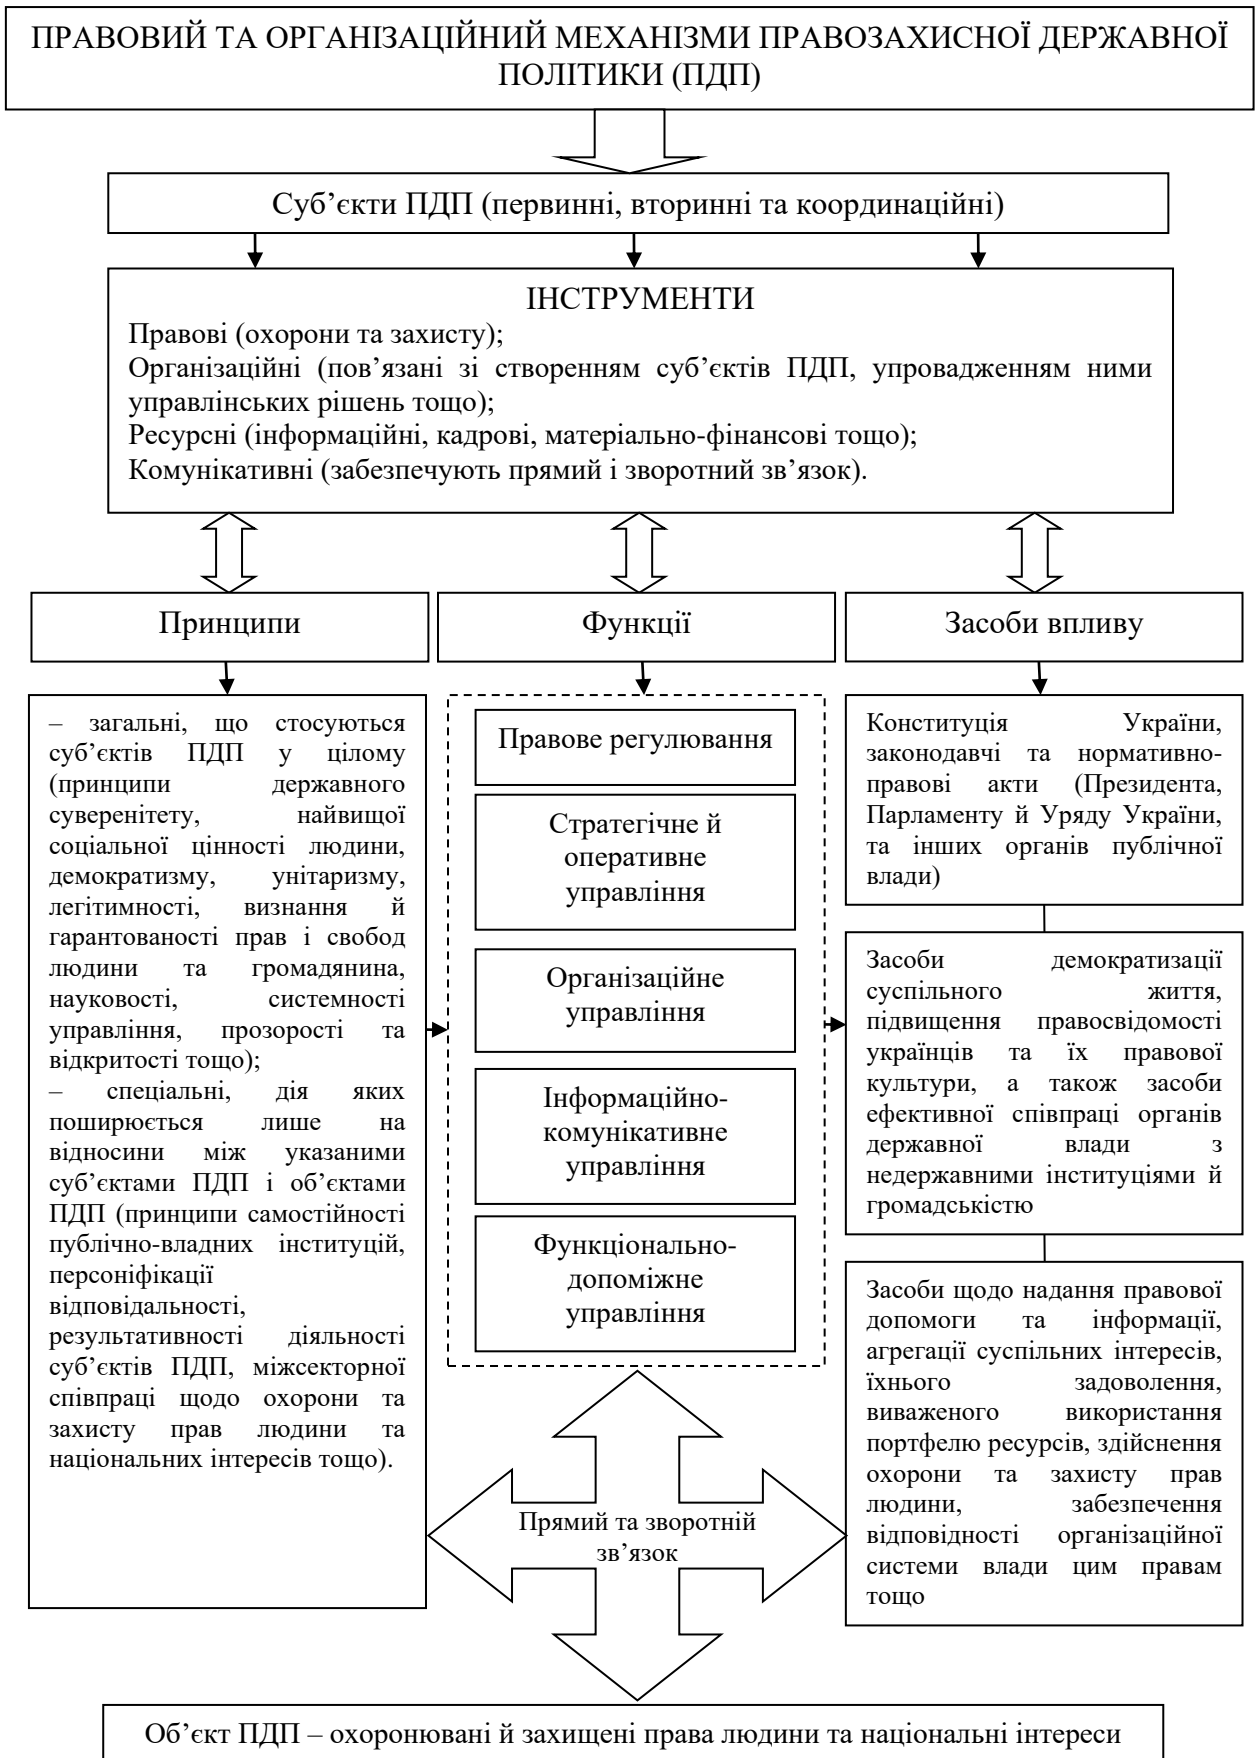 ПРАВОВИЙ ТА ОРГАНІЗАЦІЙНИЙ МЕХАНІЗМИ ПРАВОЗАХИСНОЇ ДЕРЖАВНОЇ
ПОЛІТИКИ (ПДП)
Суб’єкти ПДП (первинні, вторинні та координаційні)
ІНСТРУМЕНТИ
Правові (охорони та захисту);
Організаційні (пов’язані зі створенням суб’єктів ПДП, упровадженням ними
управлінських рішень тощо);
Ресурсні (інформаційні, кадрові, матеріально-фінансові тощо);
Комунікативні (забезпечують прямий і зворотний зв’язок).
Принципи
– загальні, що стосуються
суб’єктів ПДП у цілому
(принципи державного
суверенітету, найвищої
соціальної цінності людини,
демократизму, унітаризму,
легітимності, визнання й
гарантованості прав і свобод
людини та громадянина,
науковості, системності
управління, прозорості та
відкритості тощо);
– спеціальні, дія яких
поширюється лише на
відносини між указаними
суб’єктами ПДП і об’єктами
ПДП (принципи самостійності
публічно-владних інституцій,
персоніфікації
відповідальності,
результативності діяльності
суб’єктів ПДП, міжсекторної
співпраці щодо охорони та
захисту прав людини та
національних інтересів тощо).
Функції
Правове регулювання
Стратегічне й
оперативне
управління
Організаційне
управління
Інформаційно-
комунікативне
управління
Функціонально-
допоміжне
управління
Засоби впливу
Конституція України,
законодавчі та нормативно-
правові акти (Президента,
Парламенту й Уряду України,
та інших органів публічної
влади)
Засоби демократизації
суспільного життя,
підвищення правосвідомості
українців та їх правової
культури, а також засоби
ефективної співпраці органів
державної влади з
недержавними інституціями й
громадськістю
Засоби щодо надання правової
допомоги та інформації,
агрегації суспільних інтересів,
їхнього задоволення,
виваженого використання
портфелю ресурсів, здійснення
охорони та захисту прав
людини, забезпечення
відповідності організаційної
системи влади цим правам
тощо
Прямий та зворотній
зв’язок
Об’єкт ПДП – охоронювані й захищені права людини та національні інтереси